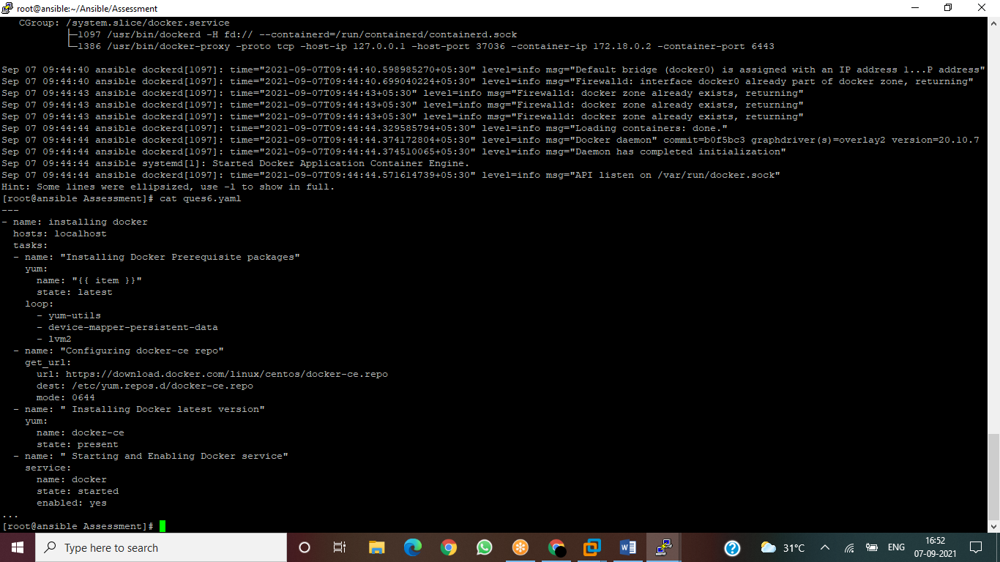 root@ansible:~/Ansible/Assessment
CGroup: /system.slice/docker.service
├─1097 /usr/bin/dockerd -H fd:// --containerd=/run/containerd/containerd.sock
└─1386 /usr/bin/docker-proxy -proto tcp -host-ip 127.0.0.1 -host-port 37036 -container-ip 172.18.0.2 -container-port 6443
Sep 07 09:44:40 ansible dockerd[1097]: time="2021-09-07T09:44:40.598985270+05:30" level=info msg="Default bridge (docker0) is assigned with an IP address 1...P address"
Sep 07 09:44:40 ansible dockerd[1097]: time="2021-09-07T09:44:40.699040224+05:30" level=info msg="Firewalld: interface docker0 already part of docker zone, returning"
Sep 07 09:44:43 ansible dockerd[1097]: time="2021-09-07T09:44:43+05:30" level=info msg="Firewalld: docker zone already exists, returning"
Sep 07 09:44:43 ansible dockerd[1097]: time="2021-09-07T09:44:43+05:30" level=info msg="Firewalld: docker zone already exists, returning"
Sep 07 09:44:43 ansible dockerd[1097]: time="2021-09-07T09:44:43+05:30" level=info msg="Firewalld: docker zone already exists, returning"
Sep 07 09:44:44 ansible dockerd[1097]: time="2021-09-07T09:44:44.329585794+05:30" level=info msg="Loading containers: done."
Sep 07 09:44:44 ansible dockerd[1097]: time="2021-09-07T09:44:44.374172804+05:30" level=info msg="Docker daemon" commit=b0f5bc3 graphdriver(s)=overlay2 version=20.10.7
Sep 07 09:44:44 ansible dockerd[1097]: time="2021-09-07T09:44:44.374510065+05:30" level=info msg="Daemon has completed initialization"
Sep 07 09:44:44 ansible systemd[1]: Started Docker Application Container Engine.
Sep 07 09:44:44 ansible dockerd[1097]: time="2021-09-07T09:44:44.571614739+05:30" level=info msg="API listen on /var/run/docker.sock"
Hint: Some lines were ellipsized, use -l to show in full.
[root@ansible Assessment]# cat ques6.yaml
---
- name: installing docker
  hosts: localhost
  tasks:
  - name: "Installing Docker Prerequisite packages"
    yum:
      name: "{{ item }}"
      state: latest
    loop:
      - yum-utils
      - device-mapper-persistent-data
      - lvm2
  - name: "Configuring docker-ce repo"
    get_url:
      url: https://download.docker.com/linux/centos/docker-ce.repo
      dest: /etc/yum.repos.d/docker-ce.repo
      mode: 0644
  - name: " Installing Docker latest version"
    yum:
      name: docker-ce
      state: present
  - name: " Starting and Enabling Docker service"
    service:
      name: docker
      state: started
      enabled: yes
...
[root@ansible Assessment]#
Type here to search
31°C
ENG
16:52
07-09-2021